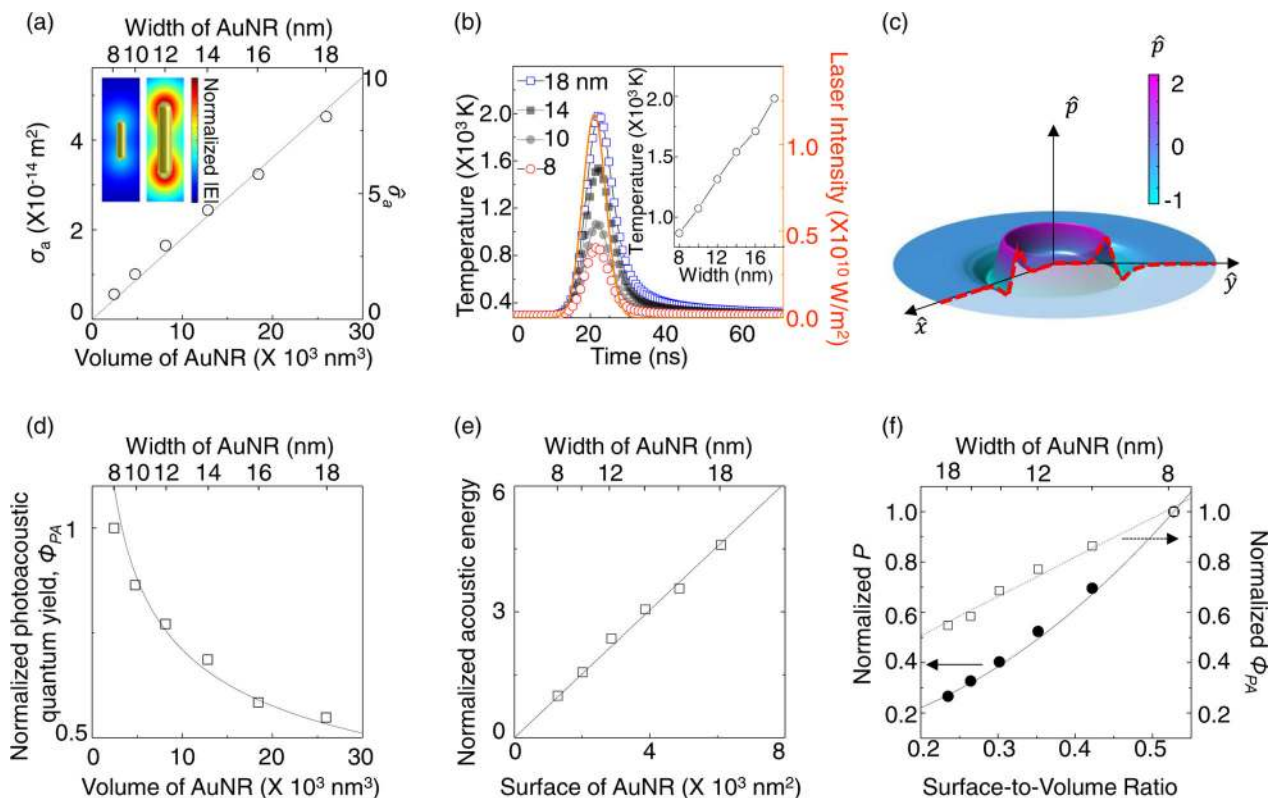 (a)
Width of AuNR (nm)
8 10 12 14 16 18
σa (X10-14 m2)
4
2
0
Normalized |E|
10
5
0
σ̂a
0 10 20 30
Volume of AuNR (X 10³ nm³)
(b)
Temperature (X10³ K)
2.0
1.6
1.2
0.8
0.4
18 nm
14
10
8
Temperature (X10³ K)
2.0
1.5
1.0
8 12 16
Width (nm)
Laser Intensity (X10¹⁰ W/m²)
1.0
0.5
0.0
0 20 40 60
Time (ns)
(c)
p̂
p̂
2
0
-1
x̂
ŷ
(d)
Width of AuNR (nm)
8 10 12 14 16 18
Normalized photoacoustic
quantum yield, ΦPA
1
0.5
0 10 20 30
Volume of AuNR (X 10³ nm³)
(e)
Width of AuNR (nm)
8 12 18
Normalized acoustic energy
6
3
0
0 2 4 6 8
Surface of AuNR (X 10³ nm²)
(f)
Width of AuNR (nm)
18 12 8
Normalized P
1.0
0.8
0.6
0.4
0.2
Normalized ΦPA
1.0
0.8
0.6
0.4
0.2
0.2 0.3 0.4 0.5
Surface-to-Volume Ratio